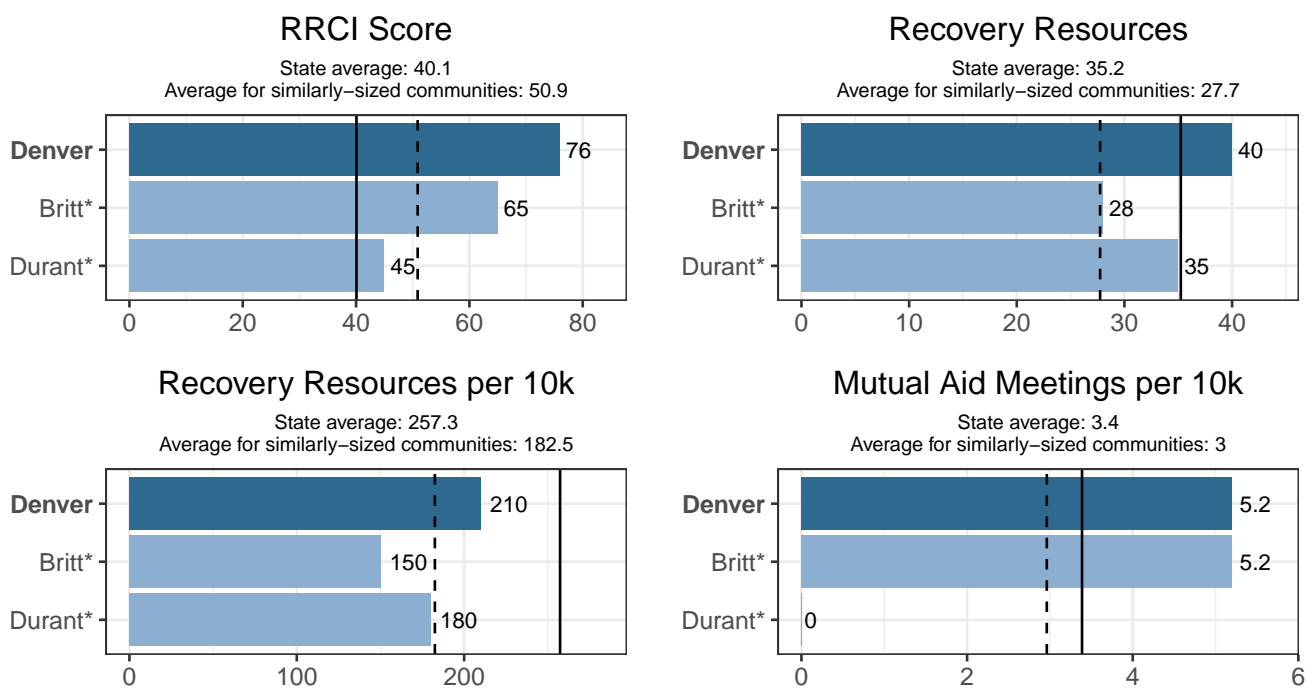 RRCI Score
State average: 40.1
Average for similarly−sized communities: 50.9
Denver
76
Britt*
65
Durant*
45
0 20 40 60 80
Recovery Resources
State average: 35.2
Average for similarly−sized communities: 27.7
Denver
40
Britt*
28
Durant*
35
0 10 20 30 40
Recovery Resources per 10k
State average: 257.3
Average for similarly−sized communities: 182.5
Denver
210
Britt*
150
Durant*
180
0 100 200
Mutual Aid Meetings per 10k
State average: 3.4
Average for similarly−sized communities: 3
Denver
5.2
Britt*
5.2
Durant*
0
0 2 4 6